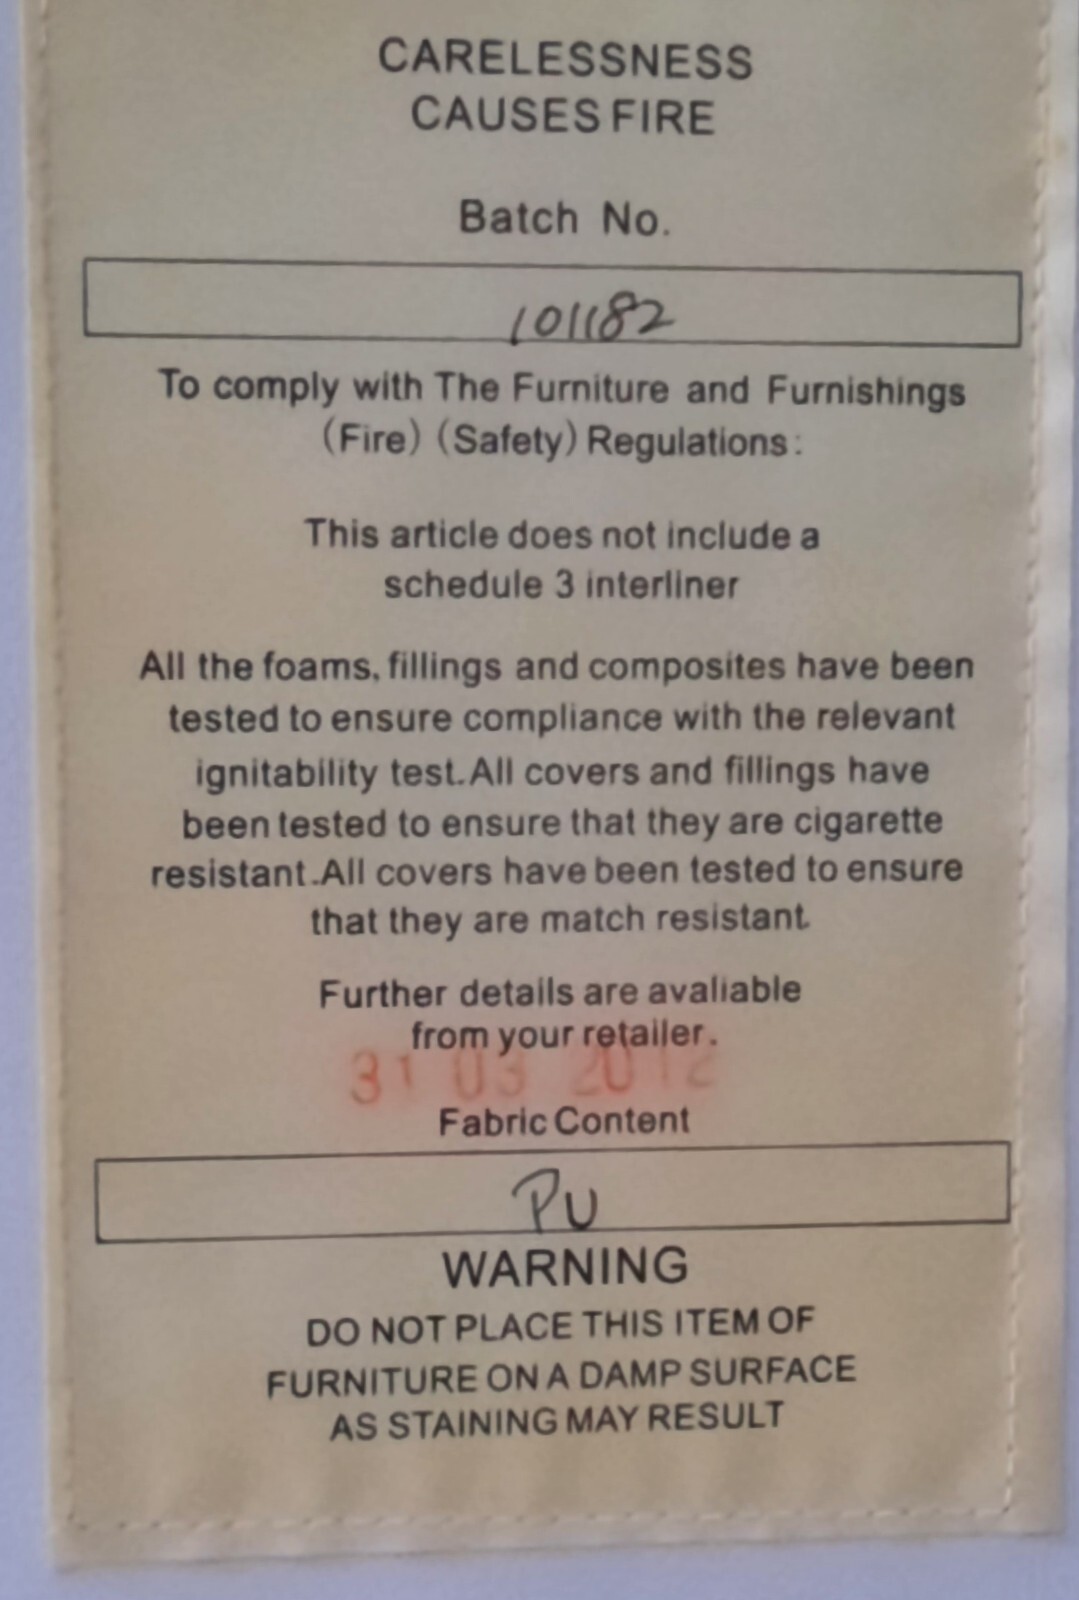 CARELESSNESS
CAUSES FIRE
Batch No.
101182
To comply with The Furniture and Furnishings
(Fire) (Safety) Regulations:
This article does not include a
schedule 3 interliner
All the foams, fillings and composites have been
tested to ensure compliance with the relevant
ignitability test.All covers and fillings have
been tested to ensure that they are cigarette
resistant.All covers have been tested to ensure
that they are match resistant.
Further details are avaliable
from your retailer.
31 03 2012
Fabric Content
PU
WARNING
DO NOT PLACE THIS ITEM OF
FURNITURE ON A DAMP SURFACE
AS STAINING MAY RESULT